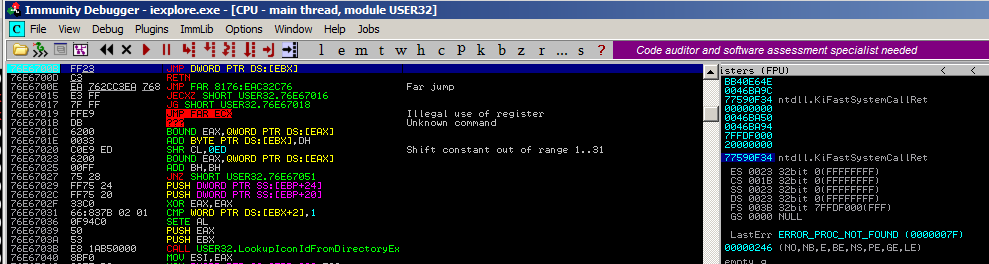 Immunity Debugger - iexplore.exe - [CPU - main thread, module USER32]
C File View Debug Plugins ImmLib Options Window Help Jobs
l e m t w h c P k b z r ... s ? Code auditor and software assessment specialist needed
FF23 JMP DWORD PTR DS:[EBX]
76E6700D C3 RETN
76E6700E EA 762CC3EA 768 JMP FAR 8176:EAC32C76 Far jump
76E67015 E3 FF JECXZ SHORT USER32.76E67016
76E67017 7F FF JG SHORT USER32.76E67018
76E67019 FFE9 JMP FAR ECX Illegal use of register
76E6701B DB ??? Unknown command
76E6701C 6200 BOUND EAX,QWORD PTR DS:[EAX]
76E6701E 0033 ADD BYTE PTR DS:[EBX],DH
76E67020 C0E9 ED SHR CL,0ED Shift constant out of range 1..31
76E67023 6200 BOUND EAX,QWORD PTR DS:[EAX]
76E67025 00FF ADD BH,BH
76E67027 75 28 JNZ SHORT USER32.76E67051
76E67029 FF75 24 PUSH DWORD PTR SS:[EBP+24]
76E6702C FF75 20 PUSH DWORD PTR SS:[EBP+20]
76E6702F 33C0 XOR EAX,EAX
76E67031 66:837B 02 01 CMP WORD PTR DS:[EBX+2],1
76E67036 0F94C0 SETE AL
76E67039 50 PUSH EAX
76E6703A 53 PUSH EBX
76E6703B E8 1AB50000 CALL USER32.LookupIconIdFromDirectoryEx
76E67040 8BF0 MOV ESI,EAX
isters (FPU) < <
BB40E64E
0046BA9C
77590F34 ntdll.KiFastSystemCallRet
00000000
0046BA50
0046BA94
7FFDF000
20000000
77590F34 ntdll.KiFastSystemCallRet
ES 0023 32bit 0(FFFFFFFF)
CS 001B 32bit 0(FFFFFFFF)
SS 0023 32bit 0(FFFFFFFF)
DS 0023 32bit 0(FFFFFFFF)
FS 003B 32bit 7FFDF000(FFF)
GS 0000 NULL
LastErr ERROR_PROC_NOT_FOUND (0000007F)
00000246 (NO,NB,E,BE,NS,PE,GE,LE)
empty g